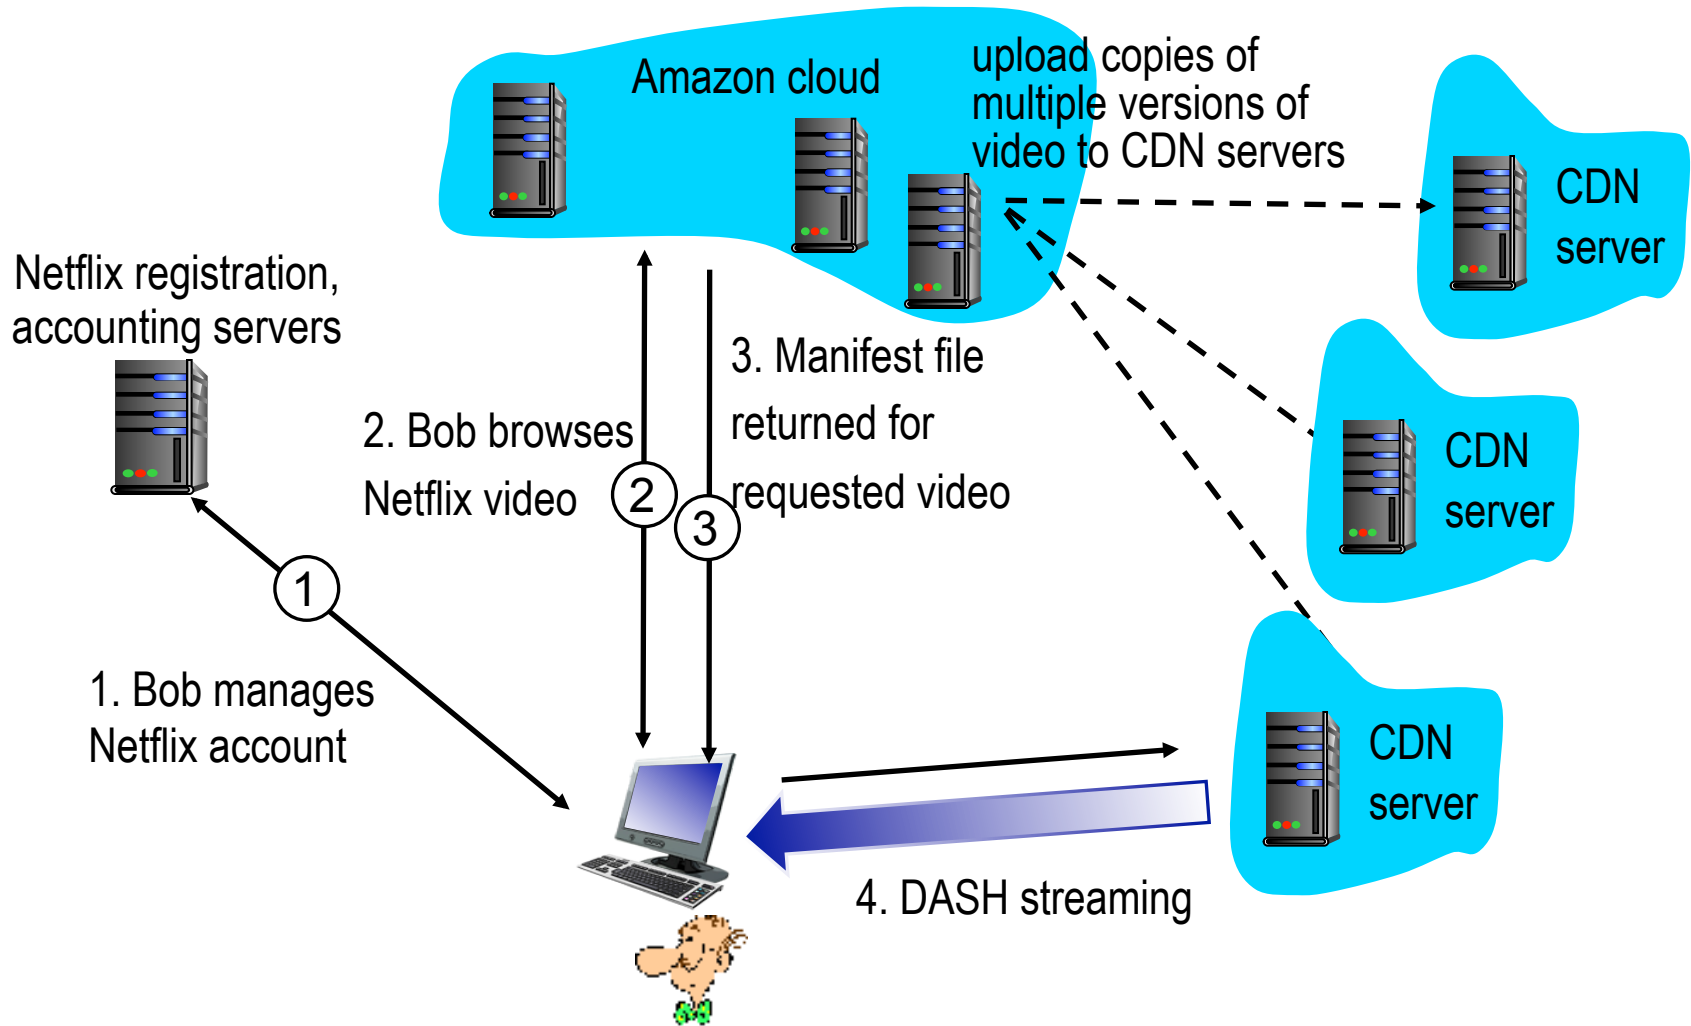 Amazon cloud
upload copies of
multiple versions of
video to CDN servers
CDN
server
Netflix registration,
accounting servers
3. Manifest file
returned for
requested video
2. Bob browses
Netflix video
2
3
CDN
server
1
1. Bob manages
Netflix account
CDN
server
4. DASH streaming